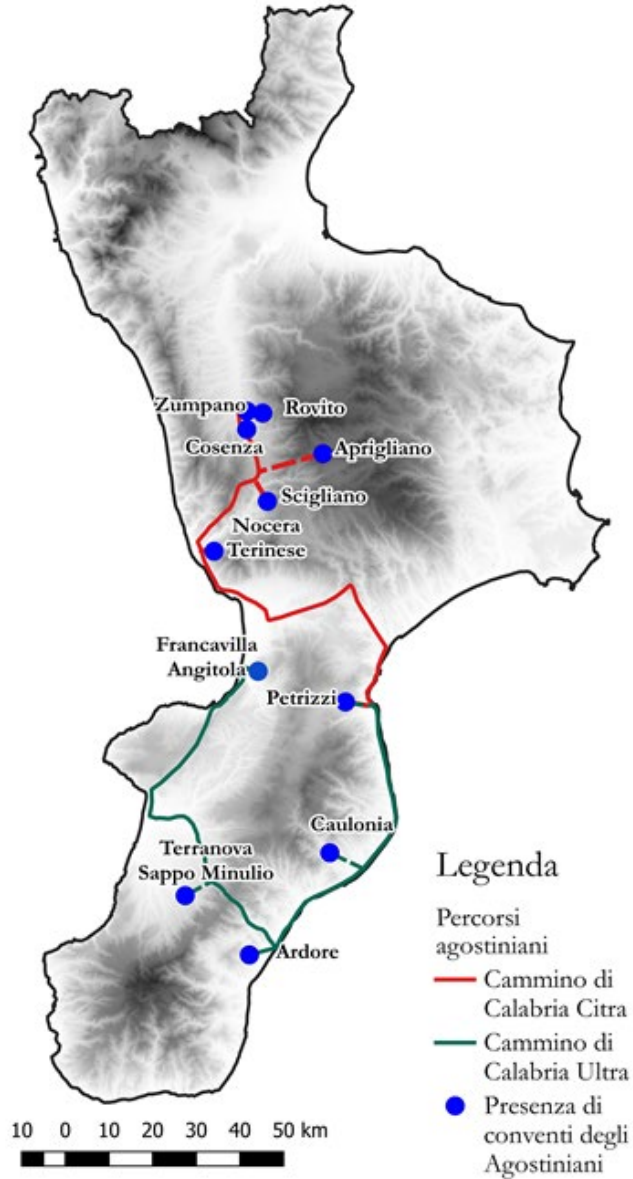 Zumpano
Rovito
Cosenza
Aprigliano
Scigliano
Nocera
Terinese
Francavilla
Angitola
Petrizzi
Caulonia
Terranova
Sappo Minulio
Ardore
Legenda
Percorsi
agostiniani
Cammino di
Calabria Citra
Cammino di
Calabria Ultra
Presenza di
conventi degli
Agostiniani
10 0 10 20 30 40 50 km